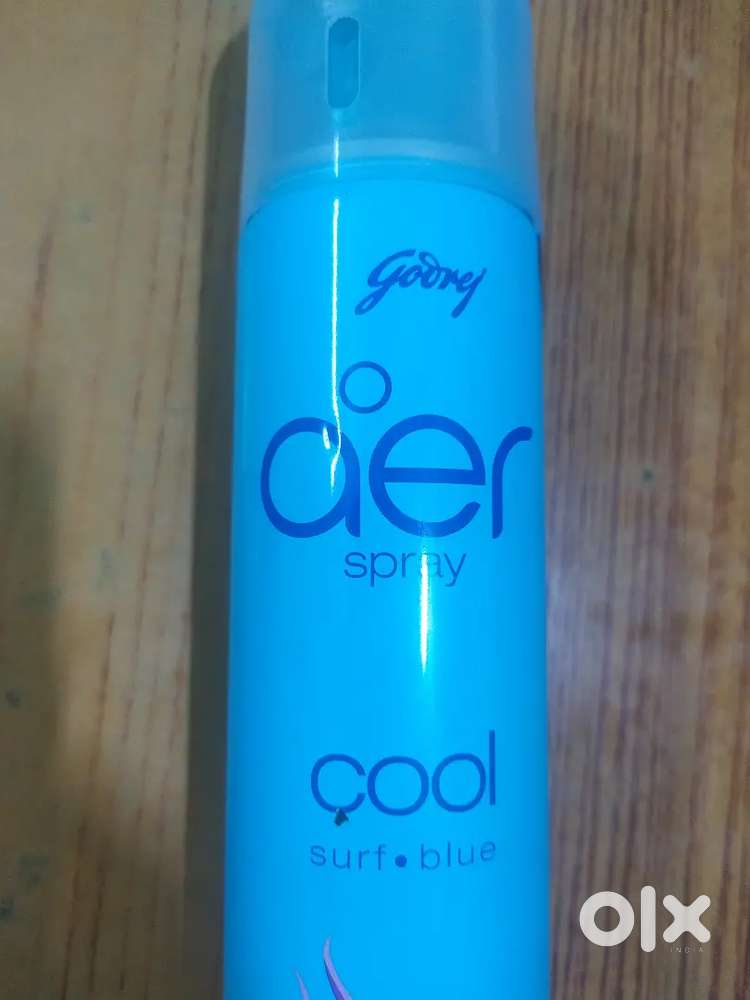 Godrej
aer
spray
cool
surf • blue
olx
INDIA